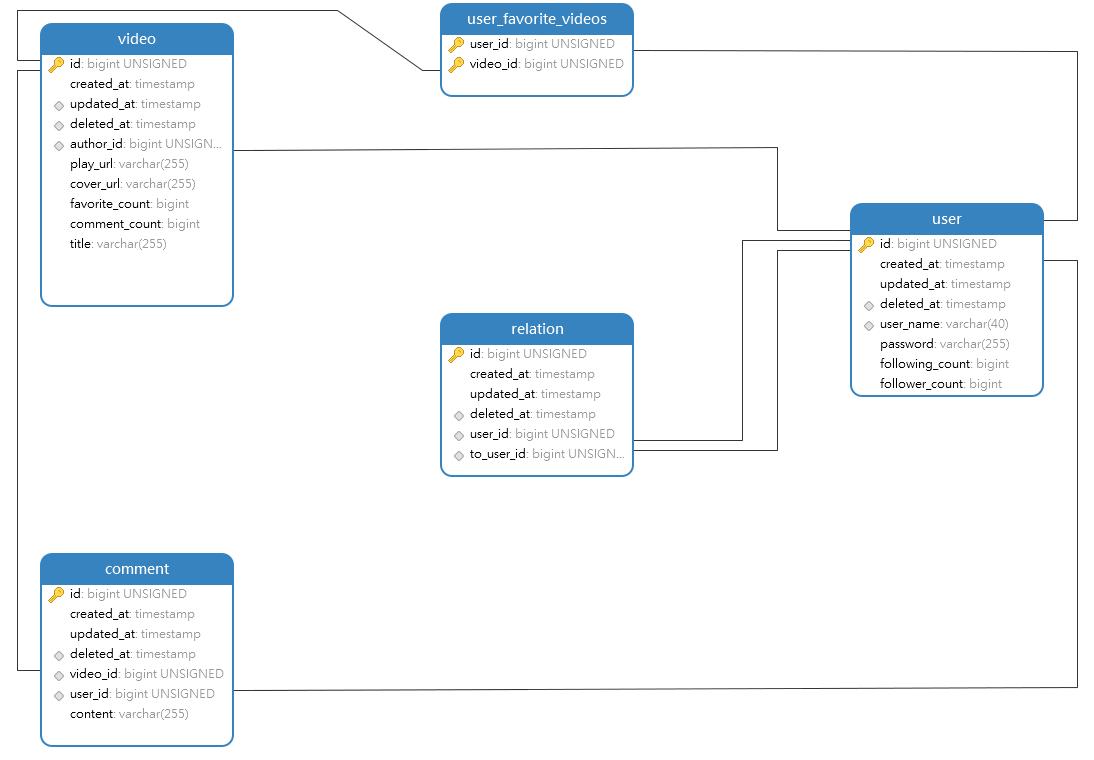 video
id: bigint UNSIGNED
created_at: timestamp
updated_at: timestamp
deleted_at: timestamp
author_id: bigint UNSIGN...
play_url: varchar(255)
cover_url: varchar(255)
favorite_count: bigint
comment_count: bigint
title: varchar(255)
user_favorite_videos
user_id: bigint UNSIGNED
video_id: bigint UNSIGNED
user
id: bigint UNSIGNED
created_at: timestamp
updated_at: timestamp
deleted_at: timestamp
user_name: varchar(40)
password: varchar(255)
following_count: bigint
follower_count: bigint
relation
id: bigint UNSIGNED
created_at: timestamp
updated_at: timestamp
deleted_at: timestamp
user_id: bigint UNSIGNED
to_user_id: bigint UNSIGN...
comment
id: bigint UNSIGNED
created_at: timestamp
updated_at: timestamp
deleted_at: timestamp
video_id: bigint UNSIGNED
user_id: bigint UNSIGNED
content: varchar(255)